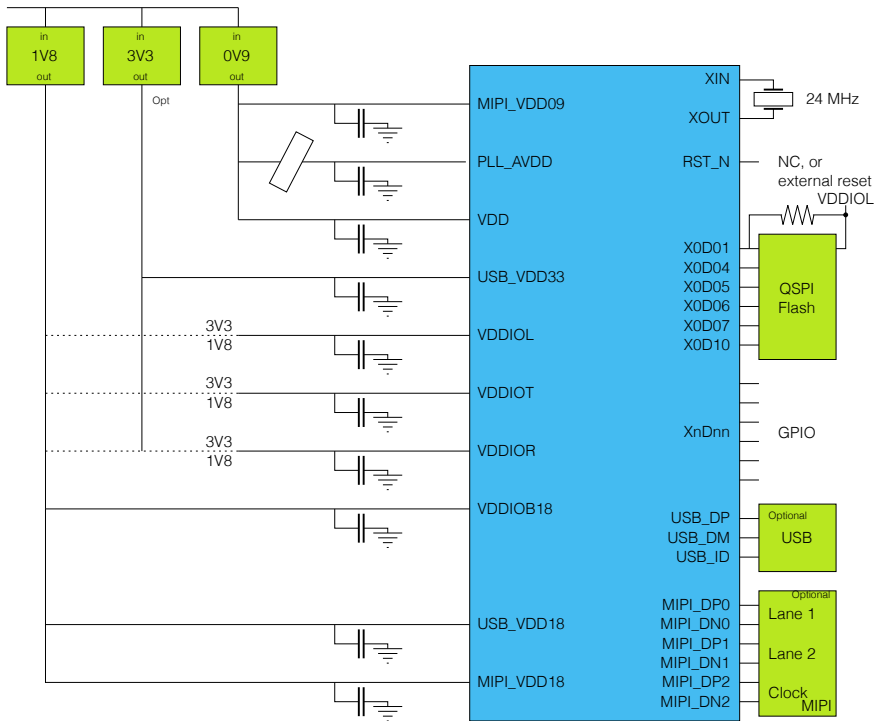 in
1V8
out
in
3V3
out
Opt
in
0V9
out
MIPI_VDD09
PLL_AVDD
VDD
USB_VDD33
3V3
1V8
VDDIOL
3V3
1V8
VDDIOT
3V3
1V8
VDDIOR
VDDIOB18
USB_VDD18
MIPI_VDD18
XIN
XOUT
24 MHz
RST_N
NC, or
external reset
VDDIOL
X0D01
X0D04
X0D05
X0D06
X0D07
X0D10
QSPI
Flash
XnDnn
GPIO
USB_DP
USB_DM
USB_ID
Optional
USB
MIPI_DP0
MIPI_DN0
MIPI_DP1
MIPI_DN1
MIPI_DP2
MIPI_DN2
Optional
Lane 1
Lane 2
Clock
MIPI